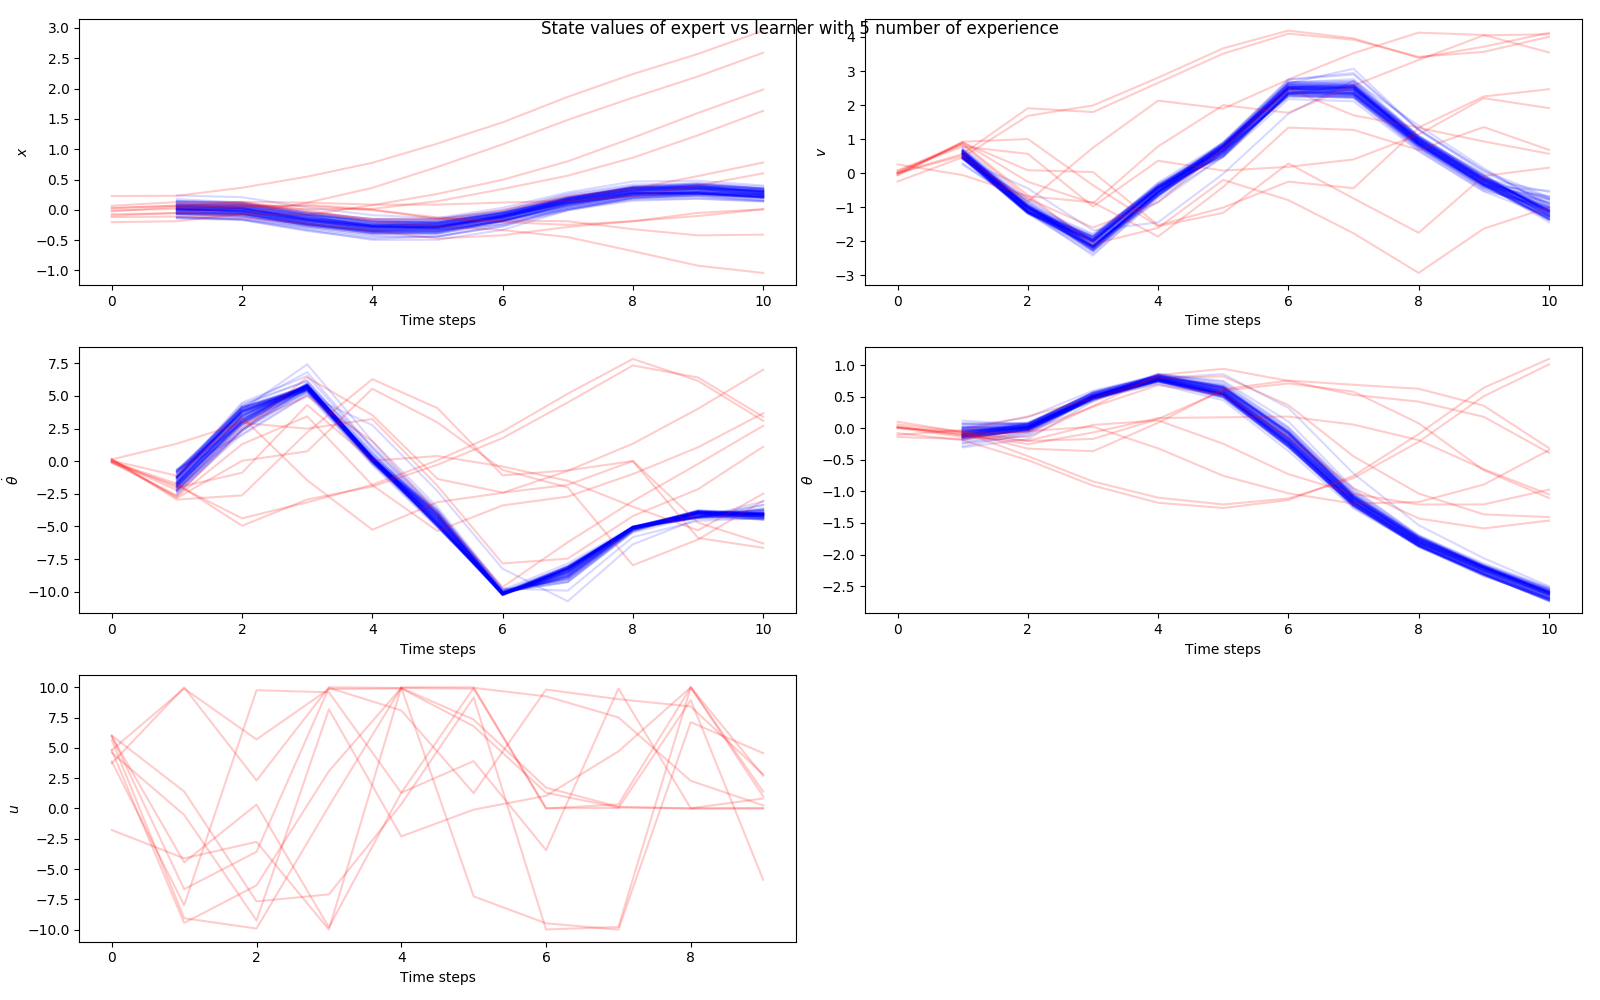 State values of expert vs learner with 5 number of experience
3.0
2.5
2.0
1.5
1.0
0.5
0.0
−0.5
−1.0
x
0 2 4 6 8 10
Time steps
4
3
2
1
0
−1
−2
−3
v
0 2 4 6 8 10
Time steps
7.5
5.0
2.5
0.0
−2.5
−5.0
−7.5
−10.0
θ̇
0 2 4 6 8 10
Time steps
1.0
0.5
0.0
−0.5
−1.0
−1.5
−2.0
−2.5
θ
0 2 4 6 8 10
Time steps
10.0
7.5
5.0
2.5
0.0
−2.5
−5.0
−7.5
−10.0
u
0 2 4 6 8
Time steps